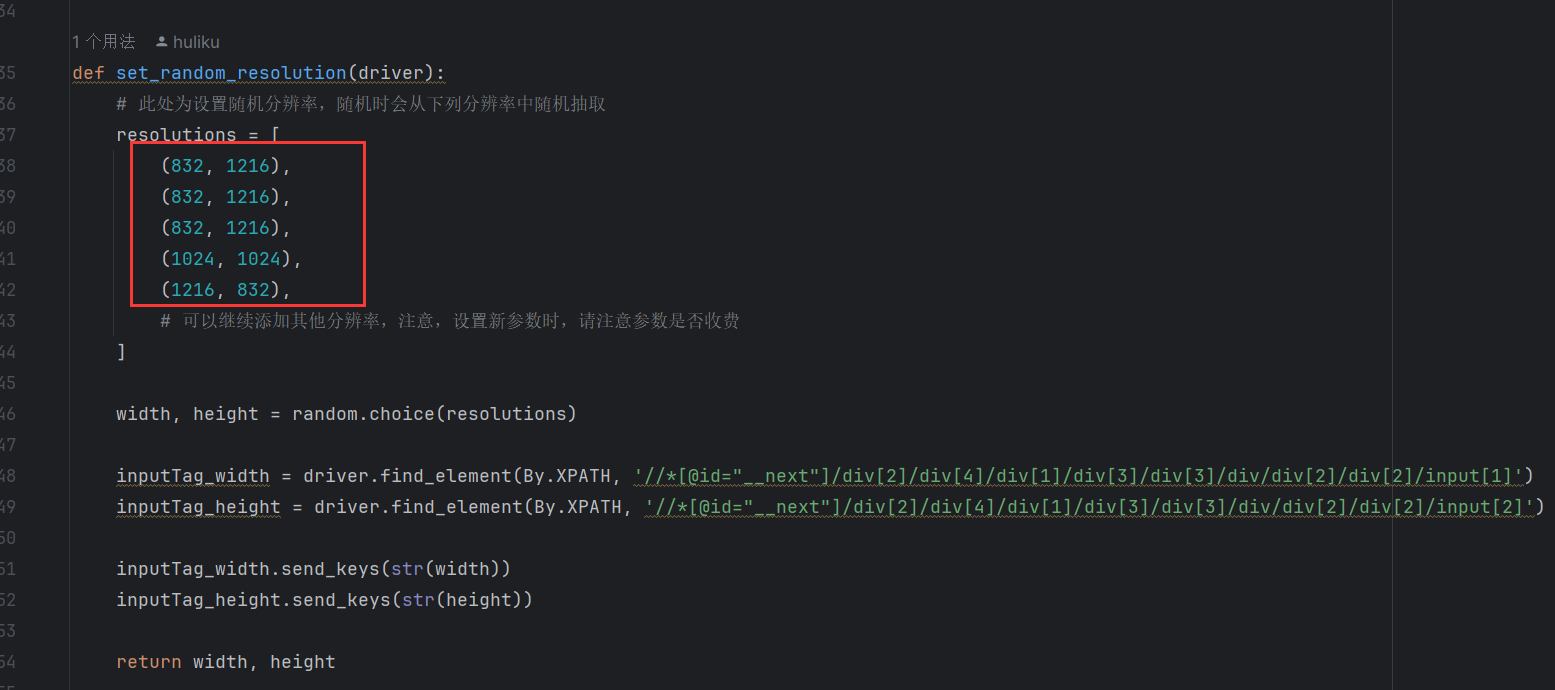 34
1 个用法 huliku
35 def set_random_resolution(driver):
36 # 此处为设置随机分辨率，随机时会从下列分辨率中随机抽取
37 resolutions = [
38 (832, 1216),
39 (832, 1216),
40 (832, 1216),
41 (1024, 1024),
42 (1216, 832),
43 # 可以继续添加其他分辨率，注意，设置新参数时，请注意参数是否收费
44 ]
45
46 width, height = random.choice(resolutions)
47
48 inputTag_width = driver.find_element(By.XPATH, '//*[@id="__next"]/div[2]/div[4]/div[1]/div[3]/div[3]/div/div[2]/div[2]/input[1]')
49 inputTag_height = driver.find_element(By.XPATH, '//*[@id="__next"]/div[2]/div[4]/div[1]/div[3]/div[3]/div/div[2]/div[2]/input[2]')
50
51 inputTag_width.send_keys(str(width))
52 inputTag_height.send_keys(str(height))
53
54 return width, height